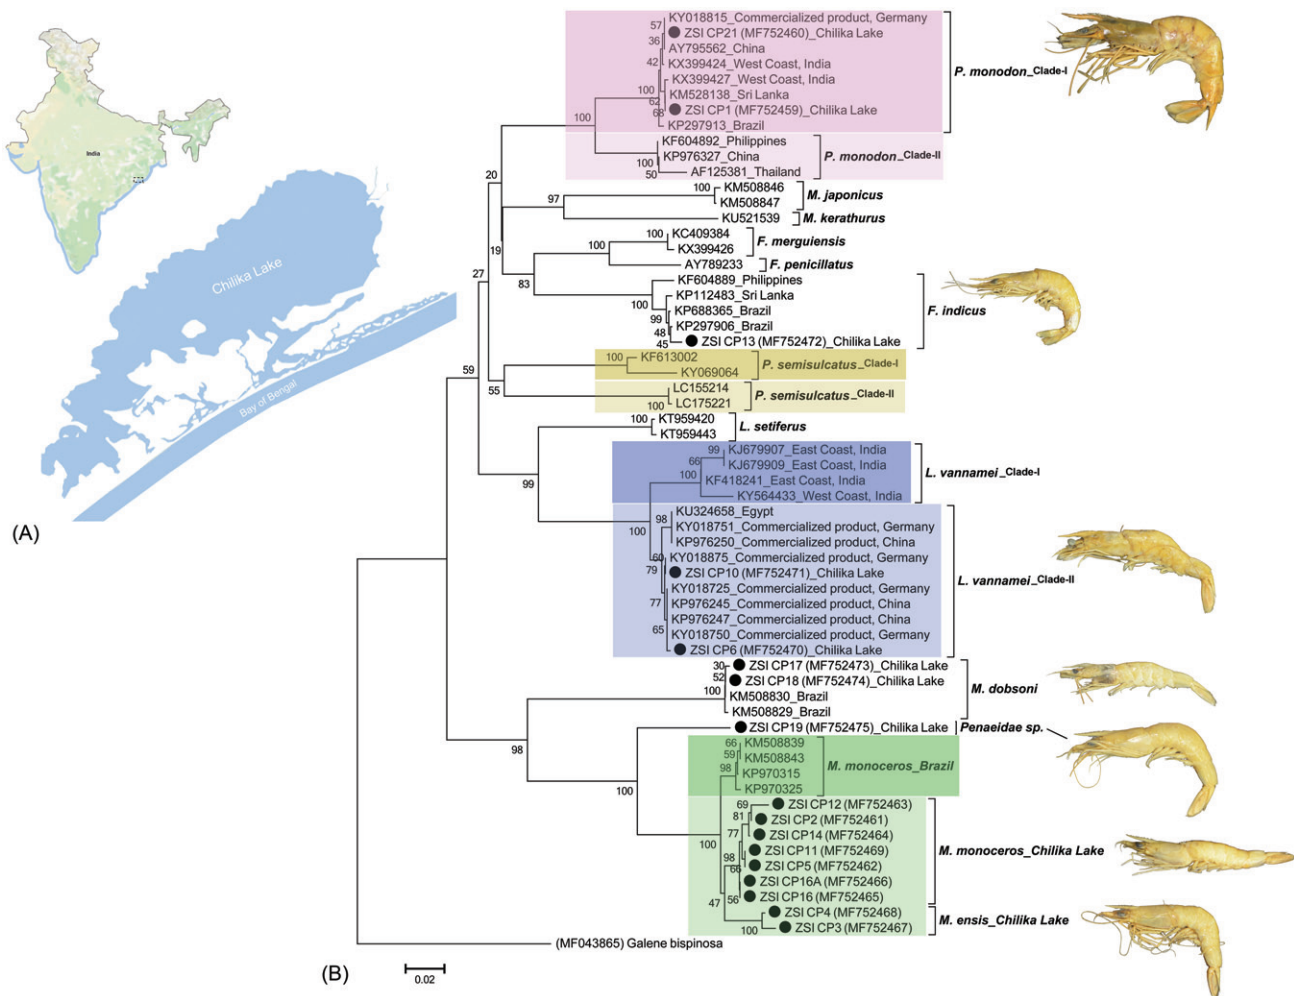 India
Chilika Lake
Bay of Bengal
(A)
KY018815_Commercialized product, Germany
ZSI CP21 (MF752460)_Chilika Lake
AY795562_China
KX399424_West Coast, India
KX399427_West Coast, India
KM528138_Sri Lanka
ZSI CP1 (MF752459)_Chilika Lake
KP297913_Brazil
P. monodon_Clade-I
KF604892_Philippines
KP976327_China
AF125381_Thailand
P. monodon_Clade-II
KM508846
KM508847
M. japonicus
KU521539
M. kerathurus
KC409384
KX399426
F. merguiensis
AY789233
F. penicillatus
KF604889_Philippines
KP112483_Sri Lanka
KP688365_Brazil
KP297906_Brazil
ZSI CP13 (MF752472)_Chilika Lake
F. indicus
KF613002
KY069064
P. semisulcatus_Clade-I
LC155214
LC175221
P. semisulcatus_Clade-II
KT959420
KT959443
L. setiferus
KJ679907_East Coast, India
KJ679909_East Coast, India
KF418241_East Coast, India
KY564433_West Coast, India
L. vannamei_Clade-I
KU324658_Egypt
KY018751_Commercialized product, Germany
KP976250_Commercialized product, China
KY018875_Commercialized product, Germany
ZSI CP10 (MF752471)_Chilika Lake
KY018725_Commercialized product, Germany
KP976245_Commercialized product, China
KP976247_Commercialized product, China
KY018750_Commercialized product, Germany
ZSI CP6 (MF752470)_Chilika Lake
L. vannamei_Clade-II
ZSI CP17 (MF752473)_Chilika Lake
ZSI CP18 (MF752474)_Chilika Lake
KM508830_Brazil
KM508829_Brazil
M. dobsoni
ZSI CP19 (MF752475)_Chilika Lake
Penaeidae sp.
KM508839
KM508843
KP970315
KP970325
M. monoceros_Brazil
ZSI CP12 (MF752463)
ZSI CP2 (MF752461)
ZSI CP14 (MF752464)
ZSI CP11 (MF752469)
ZSI CP5 (MF752462)
ZSI CP16A (MF752466)
ZSI CP16 (MF752465)
M. monoceros_Chilika Lake
ZSI CP4 (MF752468)
ZSI CP3 (MF752467)
M. ensis_Chilika Lake
(MF043865) Galene bispinosa
57
36
42
100
62
68
100
100
50
20
100
97
19
100
83
100
99
48
45
27
100
55
100
59
100
99
99
66
100
100
98
60
79
77
65
30
52
100
98
66
59
98
100
100
69
81
77
98
66
56
47
100
(B)
0.02